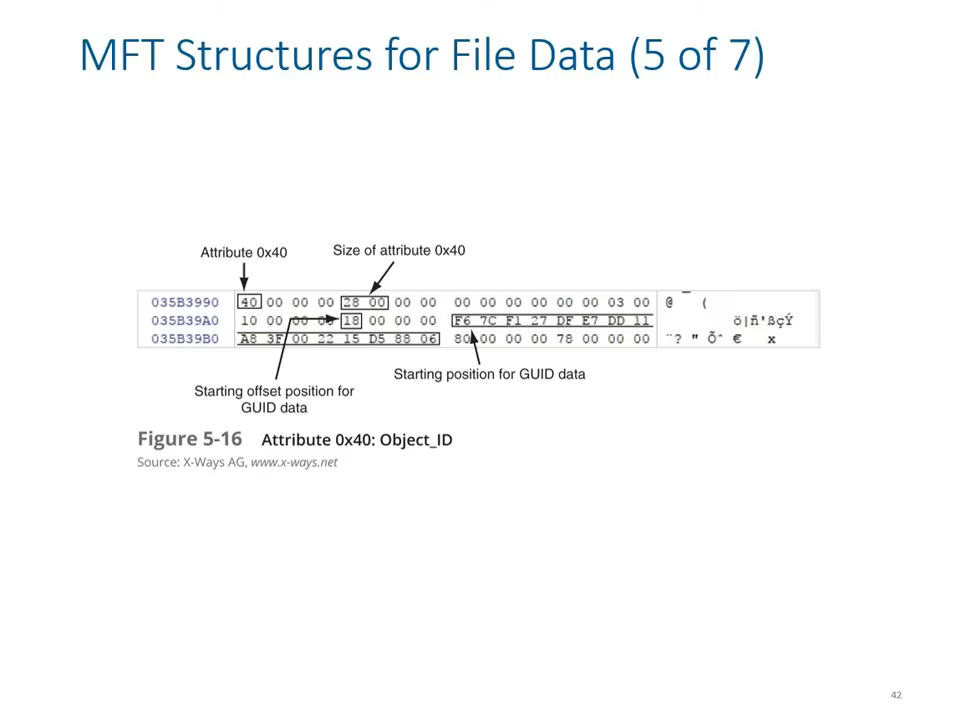 MFT Structures for File Data (5 of 7)
Attribute 0x40
Size of attribute 0x40
035B3990 40 00 00 00 28 00 00 00 00 00 00 00 00 00 03 00 @ (
035B39A0 10 00 00 00 18 00 00 00 F6 7C F1 27 DF E7 DD 11 ö|ñ'ßçÝ
035B39B0 A8 3F 00 22 15 D5 88 06 80 00 00 00 78 00 00 00 ¨? " Õˆ € x
Starting position for GUID data
Starting offset position for
GUID data
Figure 5-16 Attribute 0x40: Object_ID
Source: X-Ways AG, www.x-ways.net
42